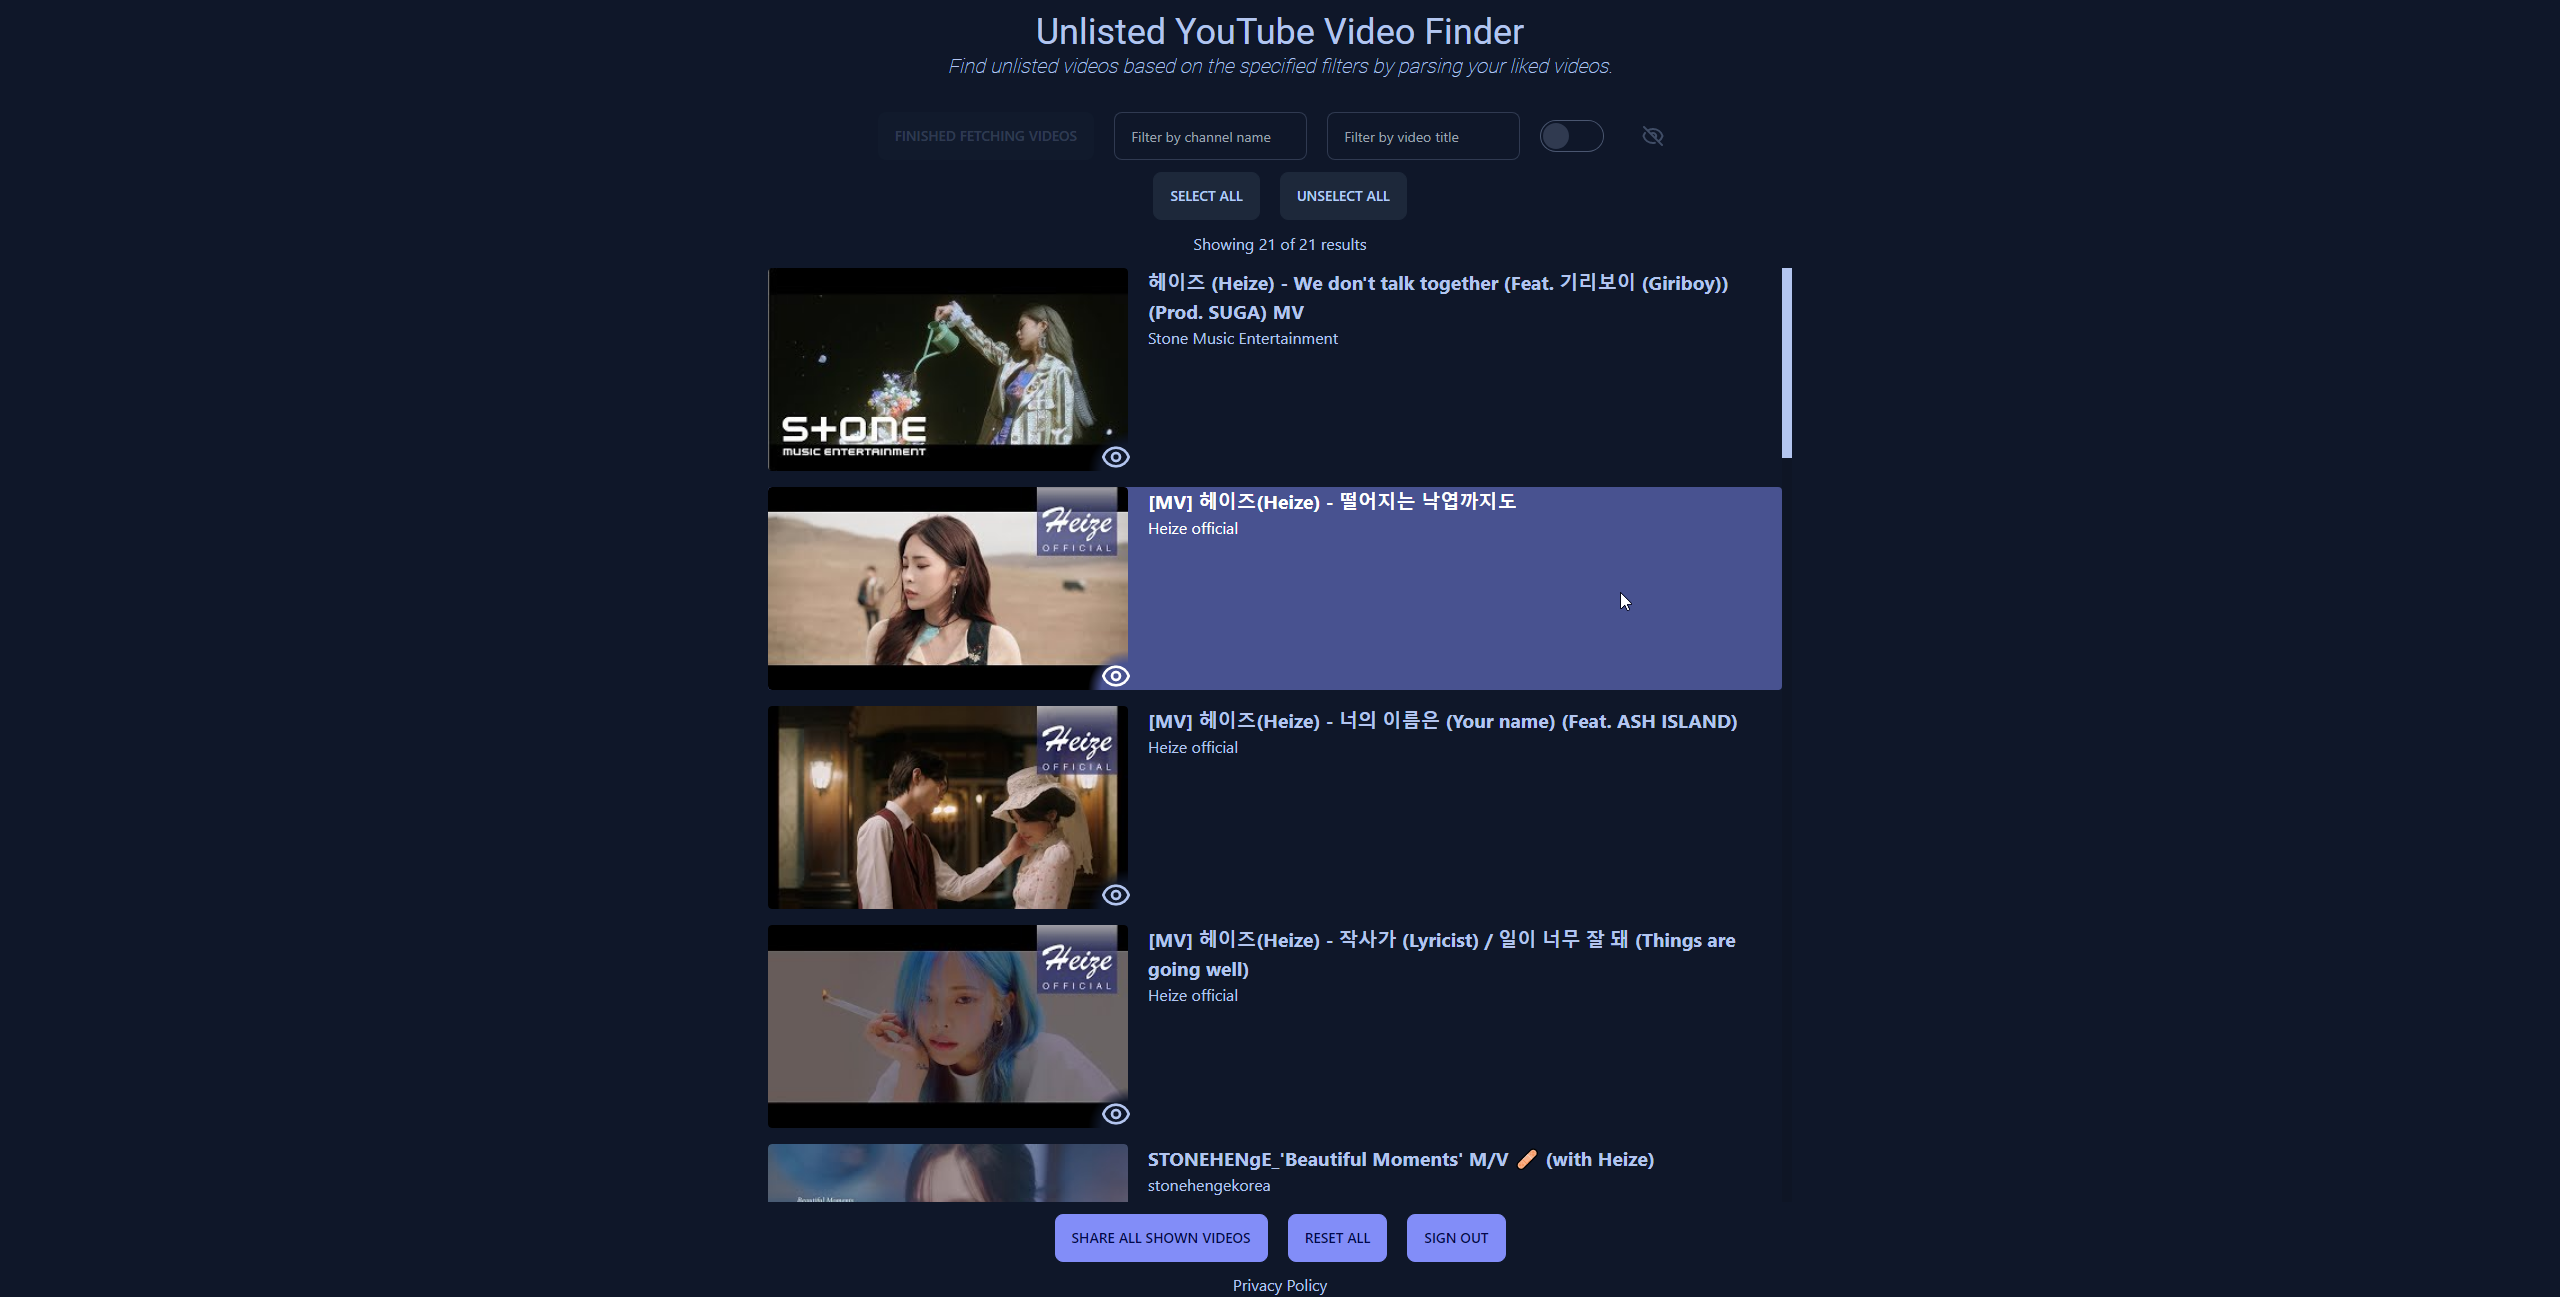 Unlisted YouTube Video Finder
Find unlisted videos based on the specified filters by parsing your liked videos.
FINISHED FETCHING VIDEOS
Filter by channel name
Filter by video title
SELECT ALL
UNSELECT ALL
Showing 21 of 21 results
STONE
MUSIC ENTERTAINMENT
헤이즈 (Heize) - We don't talk together (Feat. 기리보이 (Giriboy))
(Prod. SUGA) MV
Stone Music Entertainment
Heize
OFFICIAL
[MV] 헤이즈(Heize) - 떨어지는 낙엽까지도
Heize official
Heize
OFFICIAL
[MV] 헤이즈(Heize) - 너의 이름은 (Your name) (Feat. ASH ISLAND)
Heize official
Heize
OFFICIAL
[MV] 헤이즈(Heize) - 작사가 (Lyricist) / 일이 너무 잘 돼 (Things are
going well)
Heize official
Beautiful Moments
STONEHENgE_'Beautiful Moments' M/V 🩹 (with Heize)
stonehengekorea
SHARE ALL SHOWN VIDEOS
RESET ALL
SIGN OUT
Privacy Policy